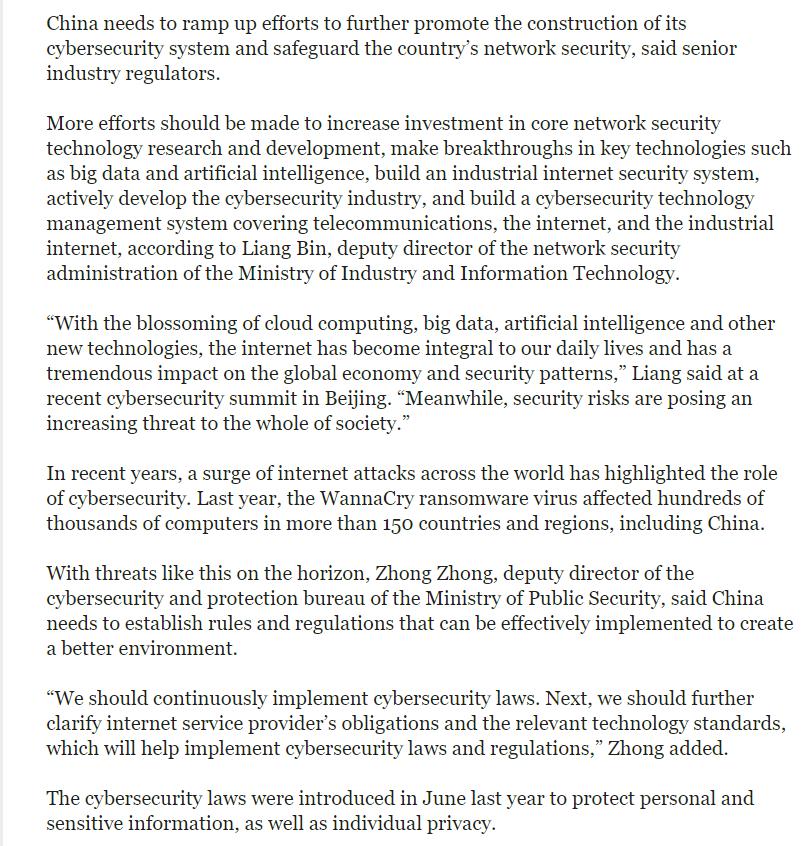 China needs to ramp up efforts to further promote the construction of its
cybersecurity system and safeguard the country’s network security, said senior
industry regulators.
More efforts should be made to increase investment in core network security
technology research and development, make breakthroughs in key technologies such
as big data and artificial intelligence, build an industrial internet security system,
actively develop the cybersecurity industry, and build a cybersecurity technology
management system covering telecommunications, the internet, and the industrial
internet, according to Liang Bin, deputy director of the network security
administration of the Ministry of Industry and Information Technology.
“With the blossoming of cloud computing, big data, artificial intelligence and other
new technologies, the internet has become integral to our daily lives and has a
tremendous impact on the global economy and security patterns,” Liang said at a
recent cybersecurity summit in Beijing. “Meanwhile, security risks are posing an
increasing threat to the whole of society.”
In recent years, a surge of internet attacks across the world has highlighted the role
of cybersecurity. Last year, the WannaCry ransomware virus affected hundreds of
thousands of computers in more than 150 countries and regions, including China.
With threats like this on the horizon, Zhong Zhong, deputy director of the
cybersecurity and protection bureau of the Ministry of Public Security, said China
needs to establish rules and regulations that can be effectively implemented to create
a better environment.
“We should continuously implement cybersecurity laws. Next, we should further
clarify internet service provider’s obligations and the relevant technology standards,
which will help implement cybersecurity laws and regulations,” Zhong added.
The cybersecurity laws were introduced in June last year to protect personal and
sensitive information, as well as individual privacy.